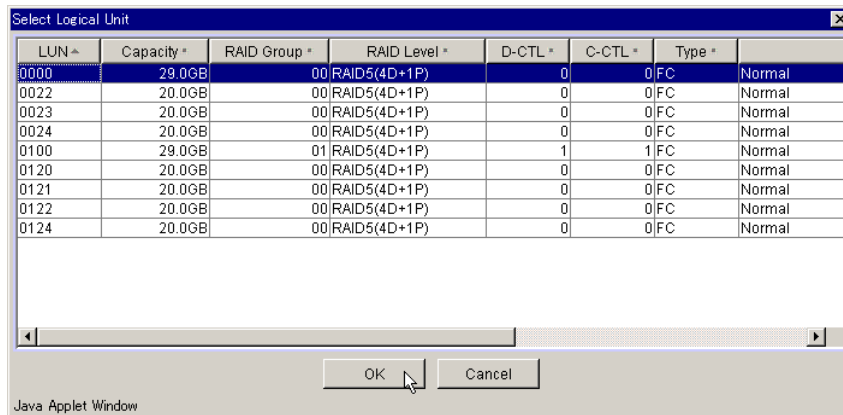 Select Logical Unit
LUN Capacity RAID Group RAID Level D-CTL C-CTL Type
0000 29.0GB 00 RAID5(4D+1P) 0 0 FC Normal
0022 20.0GB 00 RAID5(4D+1P) 0 0 FC Normal
0023 20.0GB 00 RAID5(4D+1P) 0 0 FC Normal
0024 20.0GB 00 RAID5(4D+1P) 0 0 FC Normal
0100 29.0GB 01 RAID5(4D+1P) 1 1 FC Normal
0120 20.0GB 00 RAID5(4D+1P) 0 0 FC Normal
0121 20.0GB 00 RAID5(4D+1P) 0 0 FC Normal
0122 20.0GB 00 RAID5(4D+1P) 0 0 FC Normal
0124 20.0GB 00 RAID5(4D+1P) 0 0 FC Normal
OK Cancel
Java Applet Window